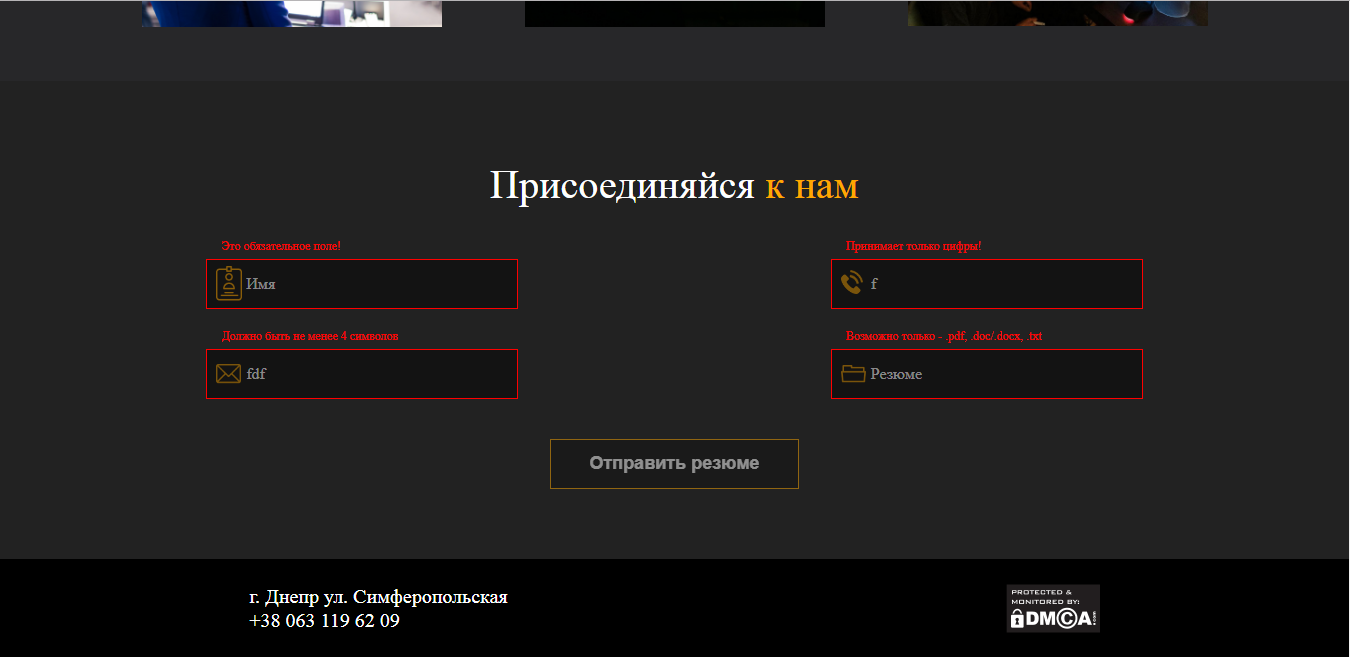 Присоединяйся к нам
Это обязательное поле!
Принимает только цифры!
Имя
f
Должно быть не менее 4 символов
Возможно только - .pdf, .doc/.docx, .txt
fdf
Резюме
Отправить резюме
г. Днепр ул. Симферопольская
+38 063 119 62 09
PROTECTED &
MONITORED BY:
DMCA.com